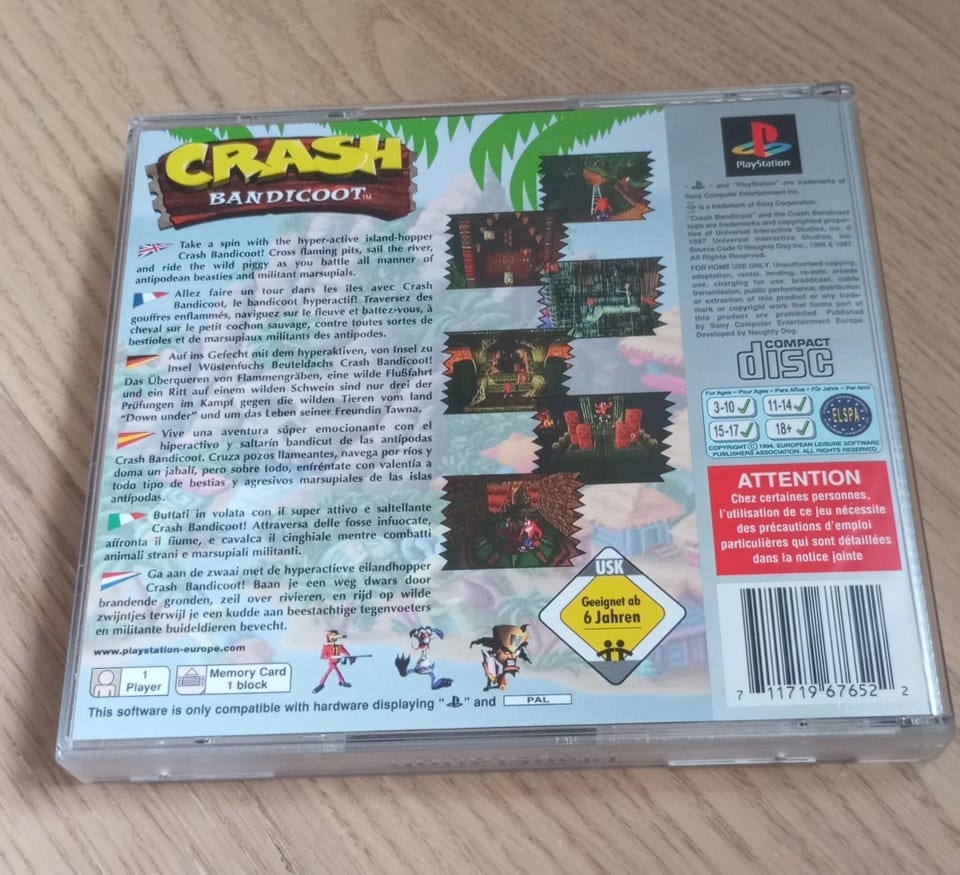 CRASH
BANDICOOT™
Take a spin with the hyper-active island-hopper
Crash Bandicoot! Cross flaming pits, sail the river,
and ride the wild piggy as you battle all manner of
antipodean beasties and militant marsupials.
Allez faire un tour dans les îles avec Crash
Bandicoot, le bandicoot hyperactif! Traversez des
gouffres enflammés, naviguez sur le fleuve et battez-vous, à
cheval sur le petit cochon sauvage, contre toutes sortes de
bestioles et de marsupiaux militants des antipodes.
Auf ins Gefecht mit dem hyperaktiven, von Insel zu
Insel Wüstenfuchs Beuteldachs Crash Bandicoot!
Das Überqueren von Flammengräben, eine wilde Flußfahrt
und ein Ritt auf einem wilden Schwein sind nur drei der
Prüfungen im Kampf gegen die wilden Tieren vom land
“Down under” und um das Leben seiner Freundin Tawna.
Vive una aventura súper emocionante con el
hiperactivo y saltarín bandicut de las antípodas
Crash Bandicoot. Cruza pozos llameantes, navega por ríos y
doma un jabalí, pero sobre todo, enfréntate con valentía a
todo tipo de bestias y agresivos marsupiales de las islas
antípodas.
Buttati in volata con il super attivo e saltellante
Crash Bandicoot! Attraversa delle fosse infuocate,
affronta il fiume, e cavalca il cinghiale mentre combatti
animali strani e marsupiali militanti.
Ga aan de zwaai met de hyperactieve eilandhopper
Crash Bandicoot! Baan je een weg dwars door
brandende gronden, zeil over rivieren, en rijd op wilde
zwijntjes terwijl je een kudde aan beestachtige tegenvoeters
en militante buideldieren bevecht.
www.playstation-europe.com
1
Player
Memory Card
1 block
This software is only compatible with hardware displaying “ ” and PAL
USK
Geeignet ab
6 Jahren
PlayStation
“ ” and "PlayStation" are trademarks of
Sony Computer Entertainment Inc.
is a trademark of Sony Corporation.
"Crash Bandicoot" and the Crash Bandicoot
logo are trademarks and copyrighted proper-
ties of Universal Interactive Studios, Inc. ©
1997 Universal Interactive Studios, Inc.
Source Code © Naughty Dog Inc., 1996 & 1997.
All Rights Reserved.
FOR HOME USE ONLY. Unauthorised copying,
adaptation, rental, lending, re-sale, arcade
use, charging for use, broadcast, cable
transmission, public performance, distribution
or extraction of this product or any trade-
mark or copyright work that forms part of
this product are prohibited. Published
by Sony Computer Entertainment Europe.
Developed by Naughty Dog.
COMPACT
disc
For Ages – Pour Ages – Para Años – Für Jahre – Per Anni
3-10 ✓ 11-14 ✓
15-17 ✓ 18+ ✓
ELSPA
COPYRIGHT © 1994, EUROPEAN LEISURE SOFTWARE
PUBLISHERS ASSOCIATION. ALL RIGHTS RESERVED
ATTENTION
Chez certaines personnes,
l'utilisation de ce jeu nécessite
des précautions d'emploi
particulières qui sont détaillées
dans la notice jointe
7 11719 67652 2